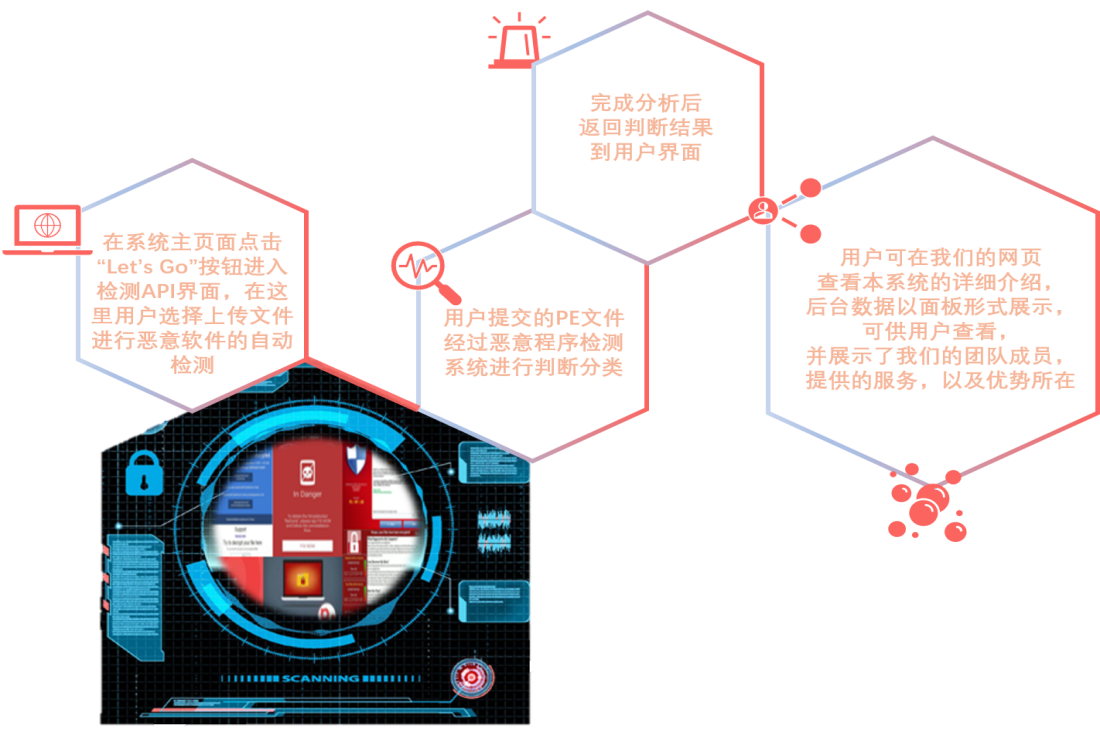 完成分析后
返回判断结果
到用户界面
在系统主页面点击
“Let's Go”按钮进入
检测API界面，在这
里用户选择上传文件
进行恶意软件的自动
检测
用户提交的PE文件
经过恶意程序检测
系统进行判断分类
用户可在我们的网页
查看本系统的详细介绍，
后台数据以面板形式展示，
可供用户查看，
并展示了我们的团队成员，
提供的服务，以及优势所在
In Danger
Support
SCANNING